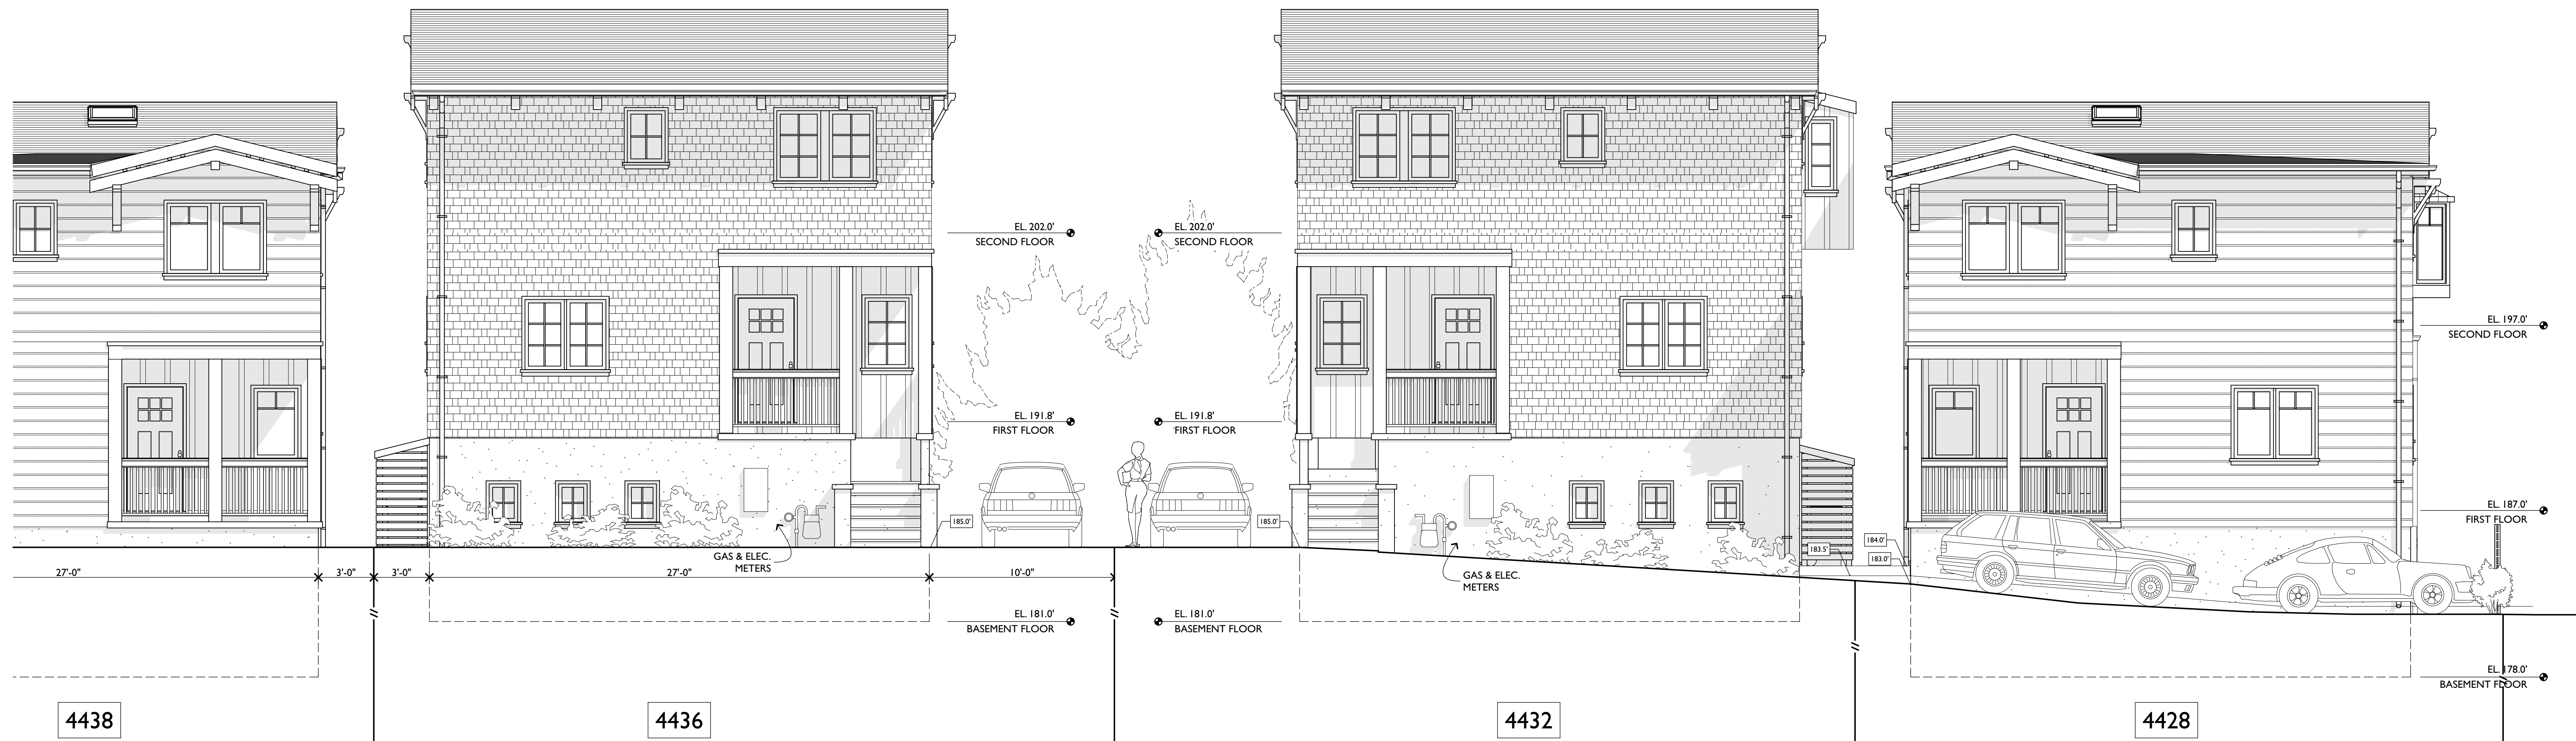 EL. 202.0'
SECOND FLOOR
EL. 202.0'
SECOND FLOOR
EL. 197.0'
SECOND FLOOR
EL. 191.8'
FIRST FLOOR
EL. 191.8'
FIRST FLOOR
EL. 187.0'
FIRST FLOOR
185.0'
185.0'
184.0'
183.5'
183.0'
GAS & ELEC.
METERS
GAS & ELEC.
METERS
27'-0"
3'-0"
3'-0"
27'-0"
10'-0"
EL. 181.0'
BASEMENT FLOOR
EL. 181.0'
BASEMENT FLOOR
EL. 178.0'
BASEMENT FLOOR
4438
4436
4432
4428